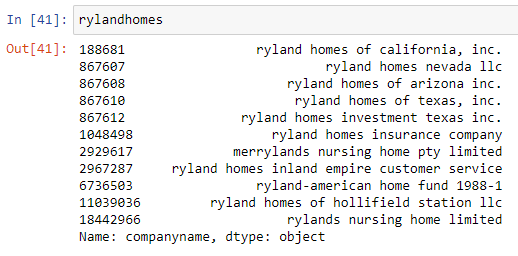 In [41]: rylandhomes
Out[41]: 188681 ryland homes of california, inc.
867607 ryland homes nevada llc
867608 ryland homes of arizona inc.
867610 ryland homes of texas, inc.
867612 ryland homes investment texas inc.
1048498 ryland homes insurance company
2929617 merrylands nursing home pty limited
2967287 ryland homes inland empire customer service
6736503 ryland-american home fund 1988-1
11039036 ryland homes of hollifield station llc
18442966 rylands nursing home limited
Name: companyname, dtype: object